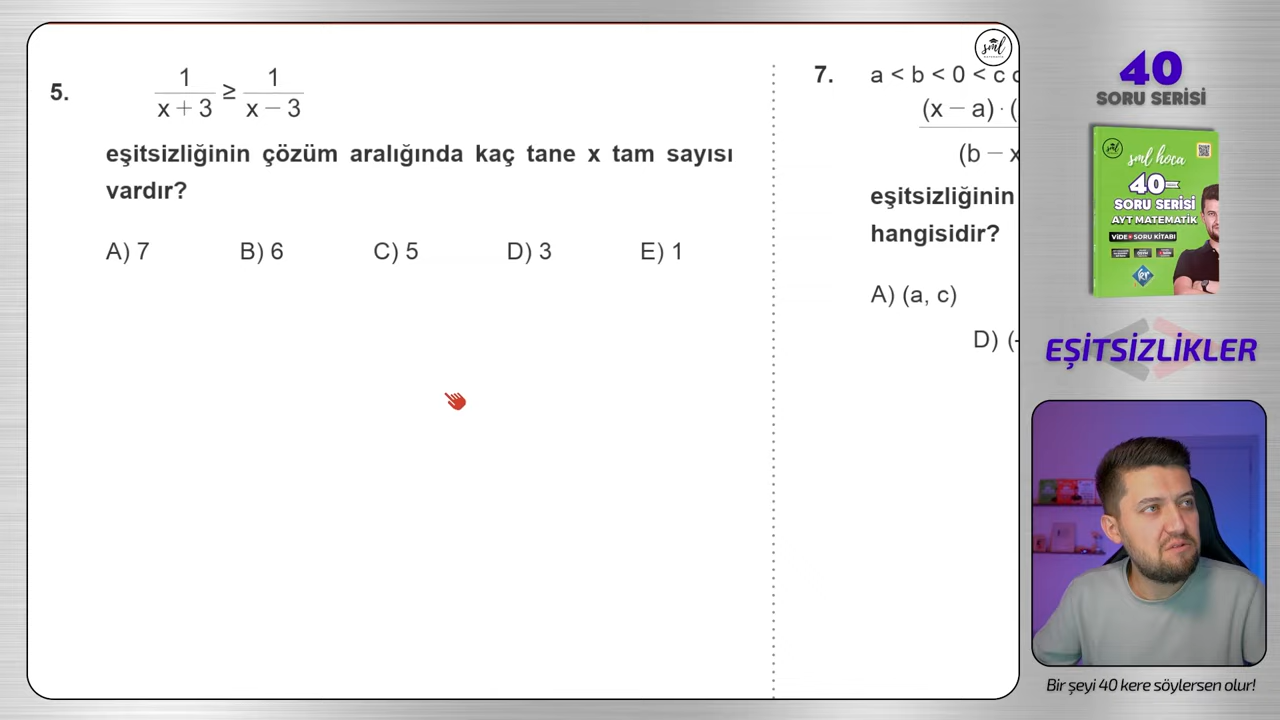 5.
1/(x + 3) ≥ 1/(x − 3)
eşitsizliğinin çözüm aralığında kaç tane x tam sayısı
vardır?
A) 7 B) 6 C) 5 D) 3 E) 1
7. a < b < 0 < c
(x − a) · (
(b − x
eşitsizliğinin
hangisidir?
A) (a, c)
D) (-
sml
40
SORU SERİSİ
sml hoca
40
SORU SERİSİ
AYT MATEMATİK
VİDEO SORU KİTABI
EŞİTSİZLİKLER
Bir şeyi 40 kere söylersen olur!